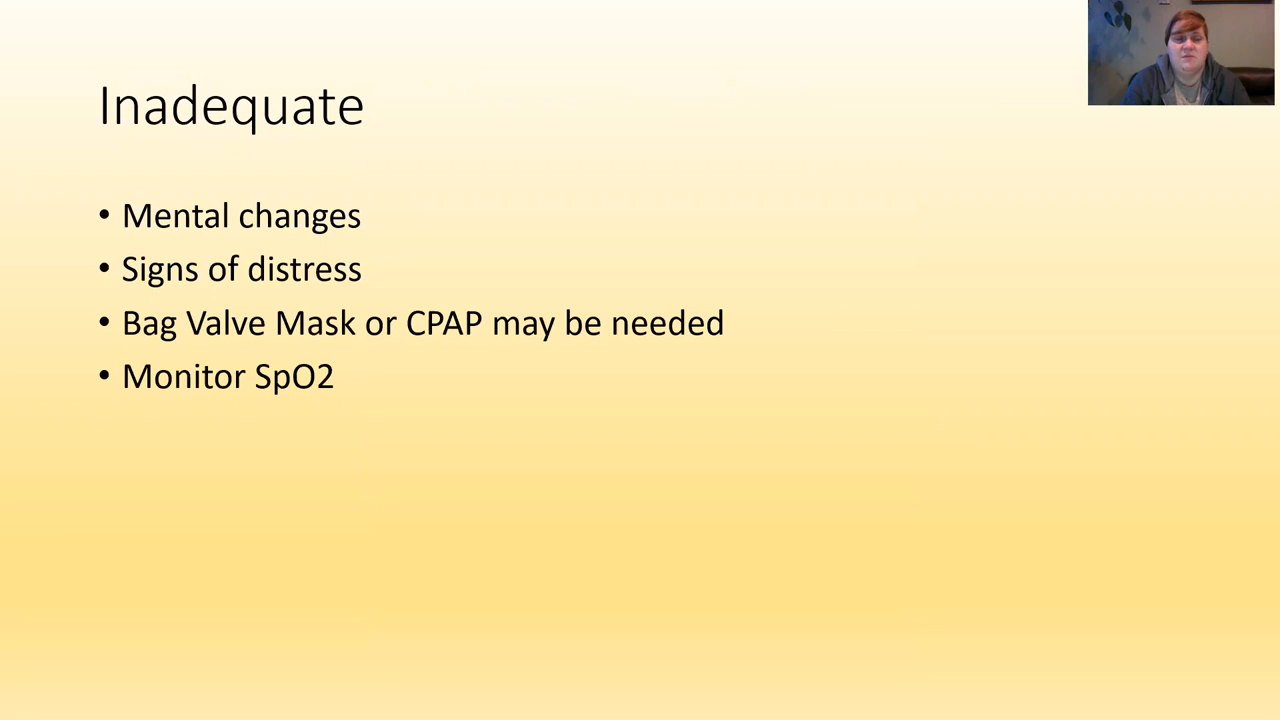 Inadequate
• Mental changes
• Signs of distress
• Bag Valve Mask or CPAP may be needed
• Monitor SpO2